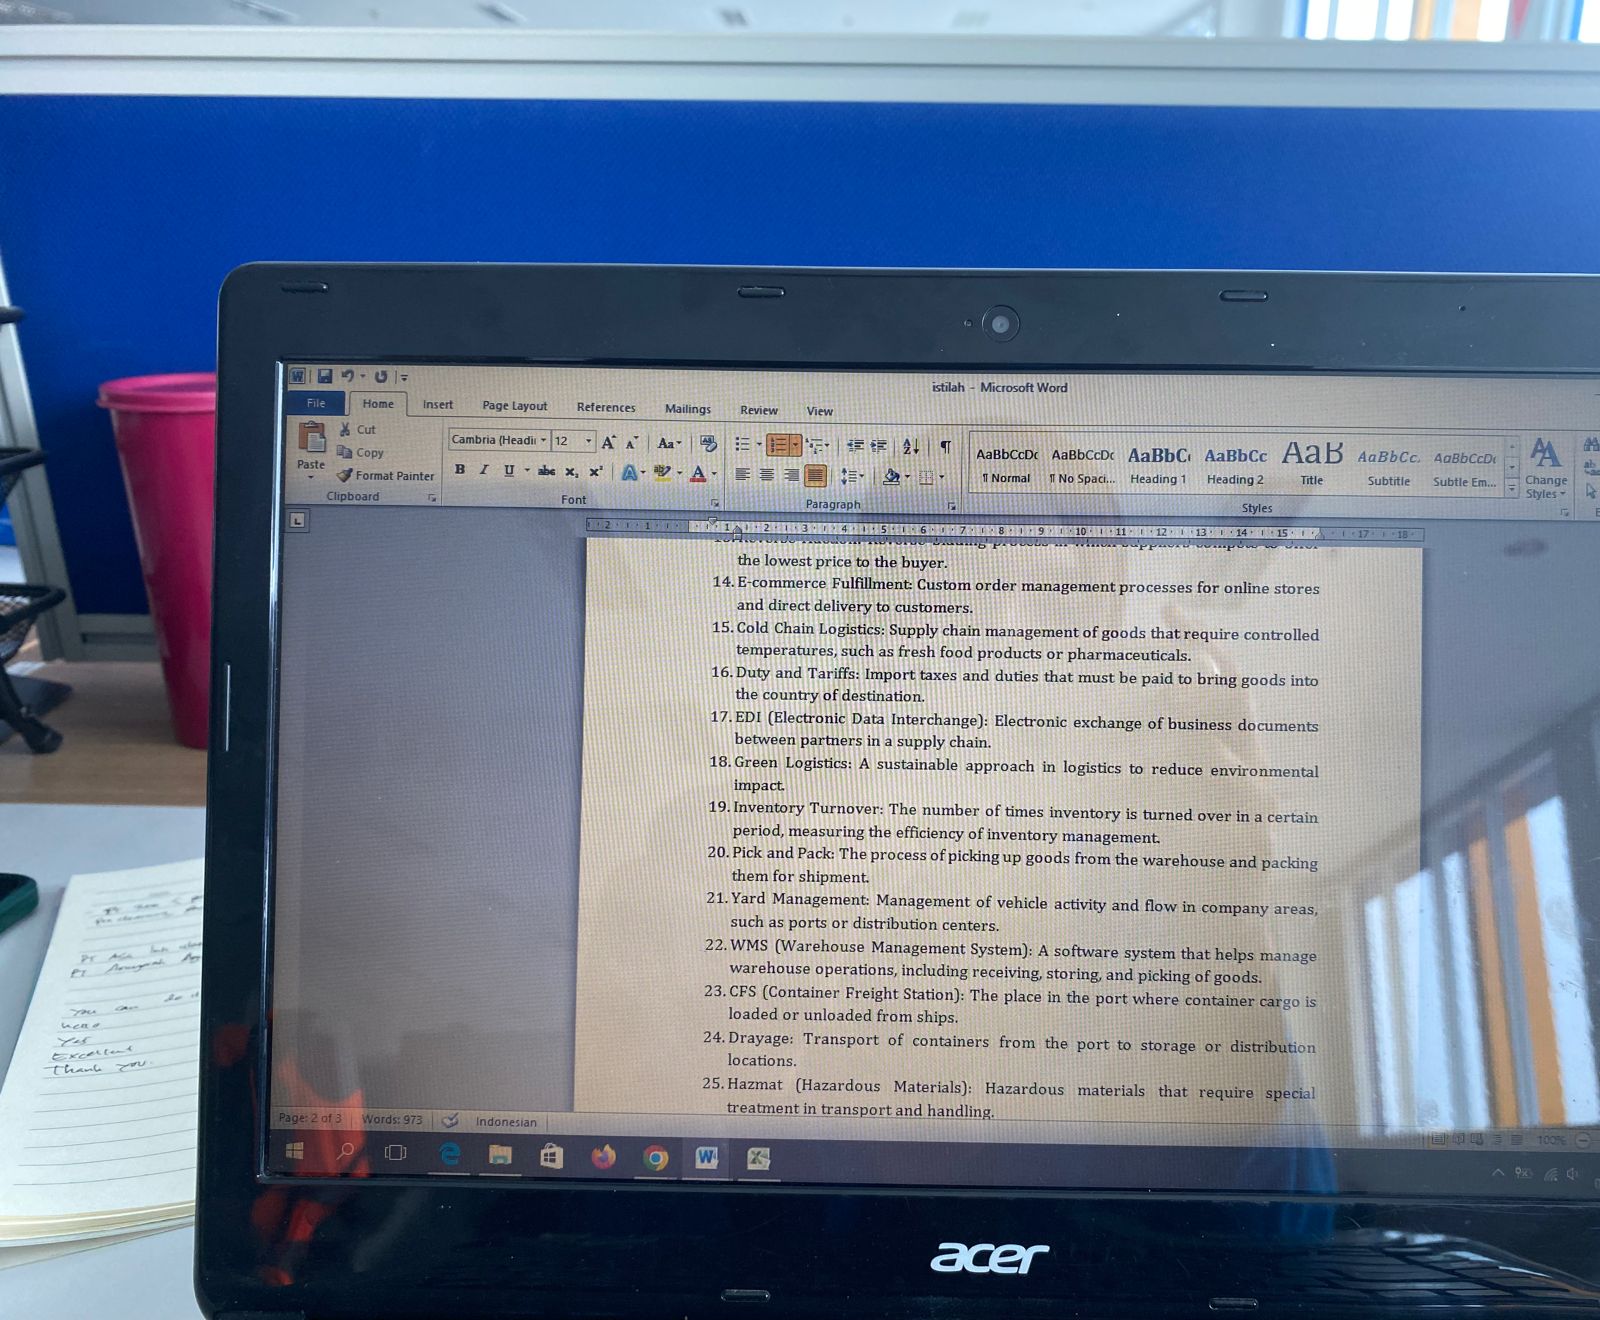 istilah - Microsoft Word
File Home Insert Page Layout References Mailings Review View
Cut
Copy
Format Painter
Paste
Clipboard
Cambria (Headi 12
Font
Paragraph
AaBbCcDc AaBbCcDc AaBbC AaBbCc AaB AaBbCc. AaBbCcDc
¶ Normal ¶ No Spaci... Heading 1 Heading 2 Title Subtitle Subtle Em...
Change
Styles
Styles
the lowest price to the buyer.
14. E-commerce Fulfillment: Custom order management processes for online stores
and direct delivery to customers.
15. Cold Chain Logistics: Supply chain management of goods that require controlled
temperatures, such as fresh food products or pharmaceuticals.
16. Duty and Tariffs: Import taxes and duties that must be paid to bring goods into
the country of destination.
17. EDI (Electronic Data Interchange): Electronic exchange of business documents
between partners in a supply chain.
18. Green Logistics: A sustainable approach in logistics to reduce environmental
impact.
19. Inventory Turnover: The number of times inventory is turned over in a certain
period, measuring the efficiency of inventory management.
20. Pick and Pack: The process of picking up goods from the warehouse and packing
them for shipment.
21. Yard Management: Management of vehicle activity and flow in company areas,
such as ports or distribution centers.
22. WMS (Warehouse Management System): A software system that helps manage
warehouse operations, including receiving, storing, and picking of goods.
23. CFS (Container Freight Station): The place in the port where container cargo is
loaded or unloaded from ships.
24. Drayage: Transport of containers from the port to storage or distribution
locations.
25. Hazmat (Hazardous Materials): Hazardous materials that require special
treatment in transport and handling.
Page: 2 of 3 Words: 973 Indonesian 100%
acer
You can
Yes
Excellent
Thank you.